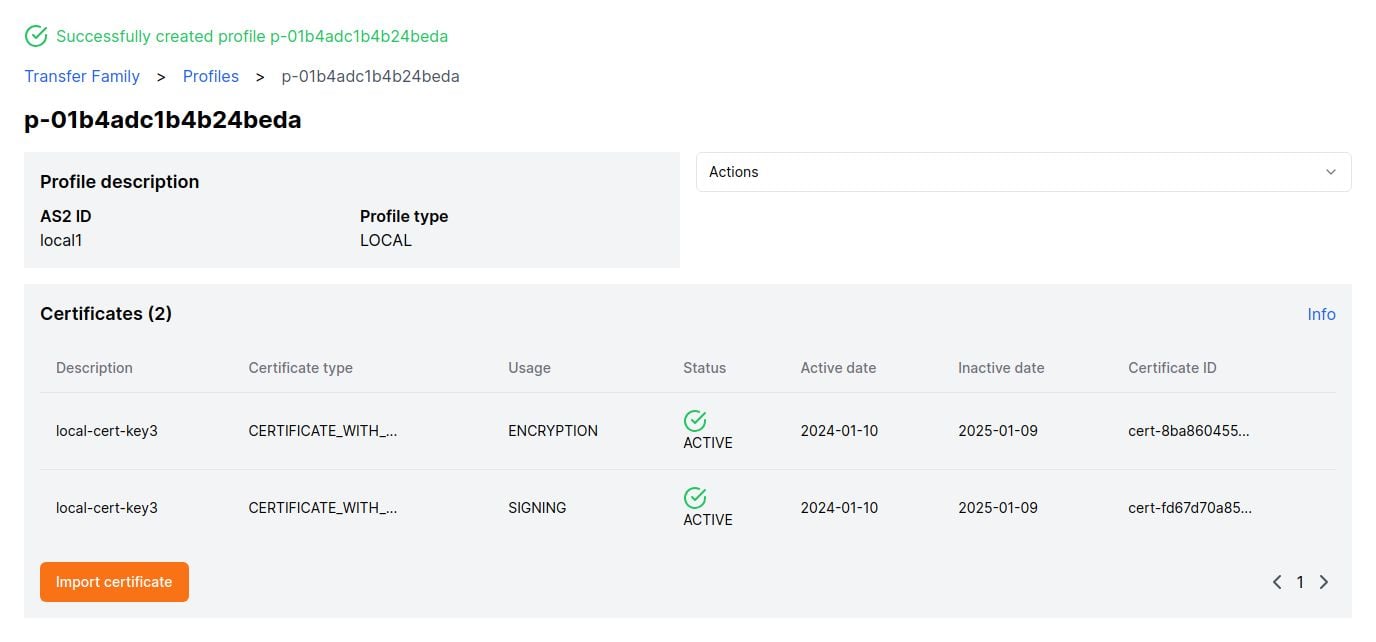 Successfully created profile p-01b4adc1b4b24beda
Transfer Family > Profiles > p-01b4adc1b4b24beda
p-01b4adc1b4b24beda
Profile description
AS2 ID Profile type
local1 LOCAL
Actions
Certificates (2) Info
Description Certificate type Usage Status Active date Inactive date Certificate ID
local-cert-key3 CERTIFICATE_WITH_... ENCRYPTION ACTIVE 2024-01-10 2025-01-09 cert-8ba860455...
local-cert-key3 CERTIFICATE_WITH_... SIGNING ACTIVE 2024-01-10 2025-01-09 cert-fd67d70a85...
Import certificate < 1 >